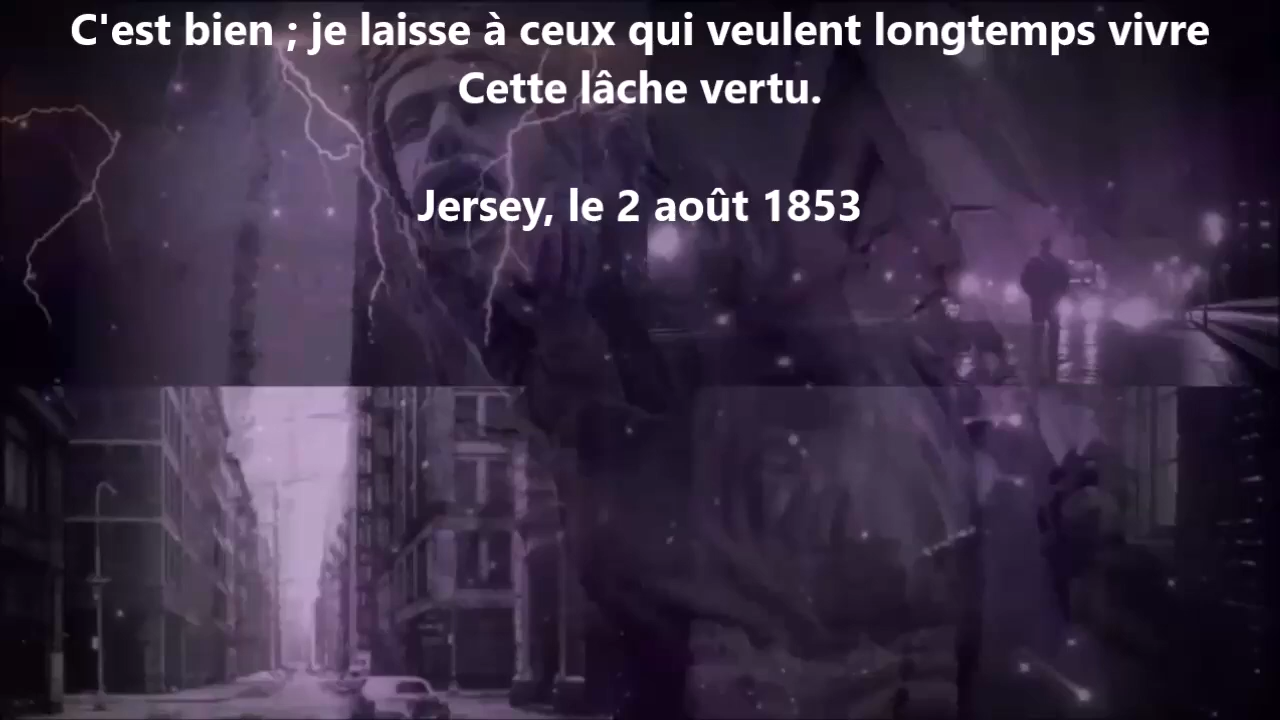 C'est bien ; je laisse à ceux qui veulent longtemps vivre
Cette lâche vertu.
Jersey, le 2 août 1853